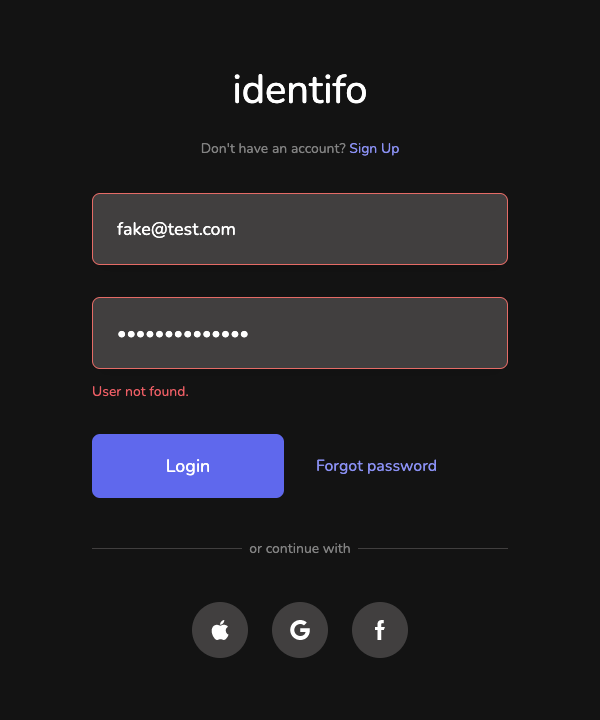 identifo
Don't have an account? Sign Up
fake@test.com
••••••••••••••
User not found.
Login Forgot password
or continue with